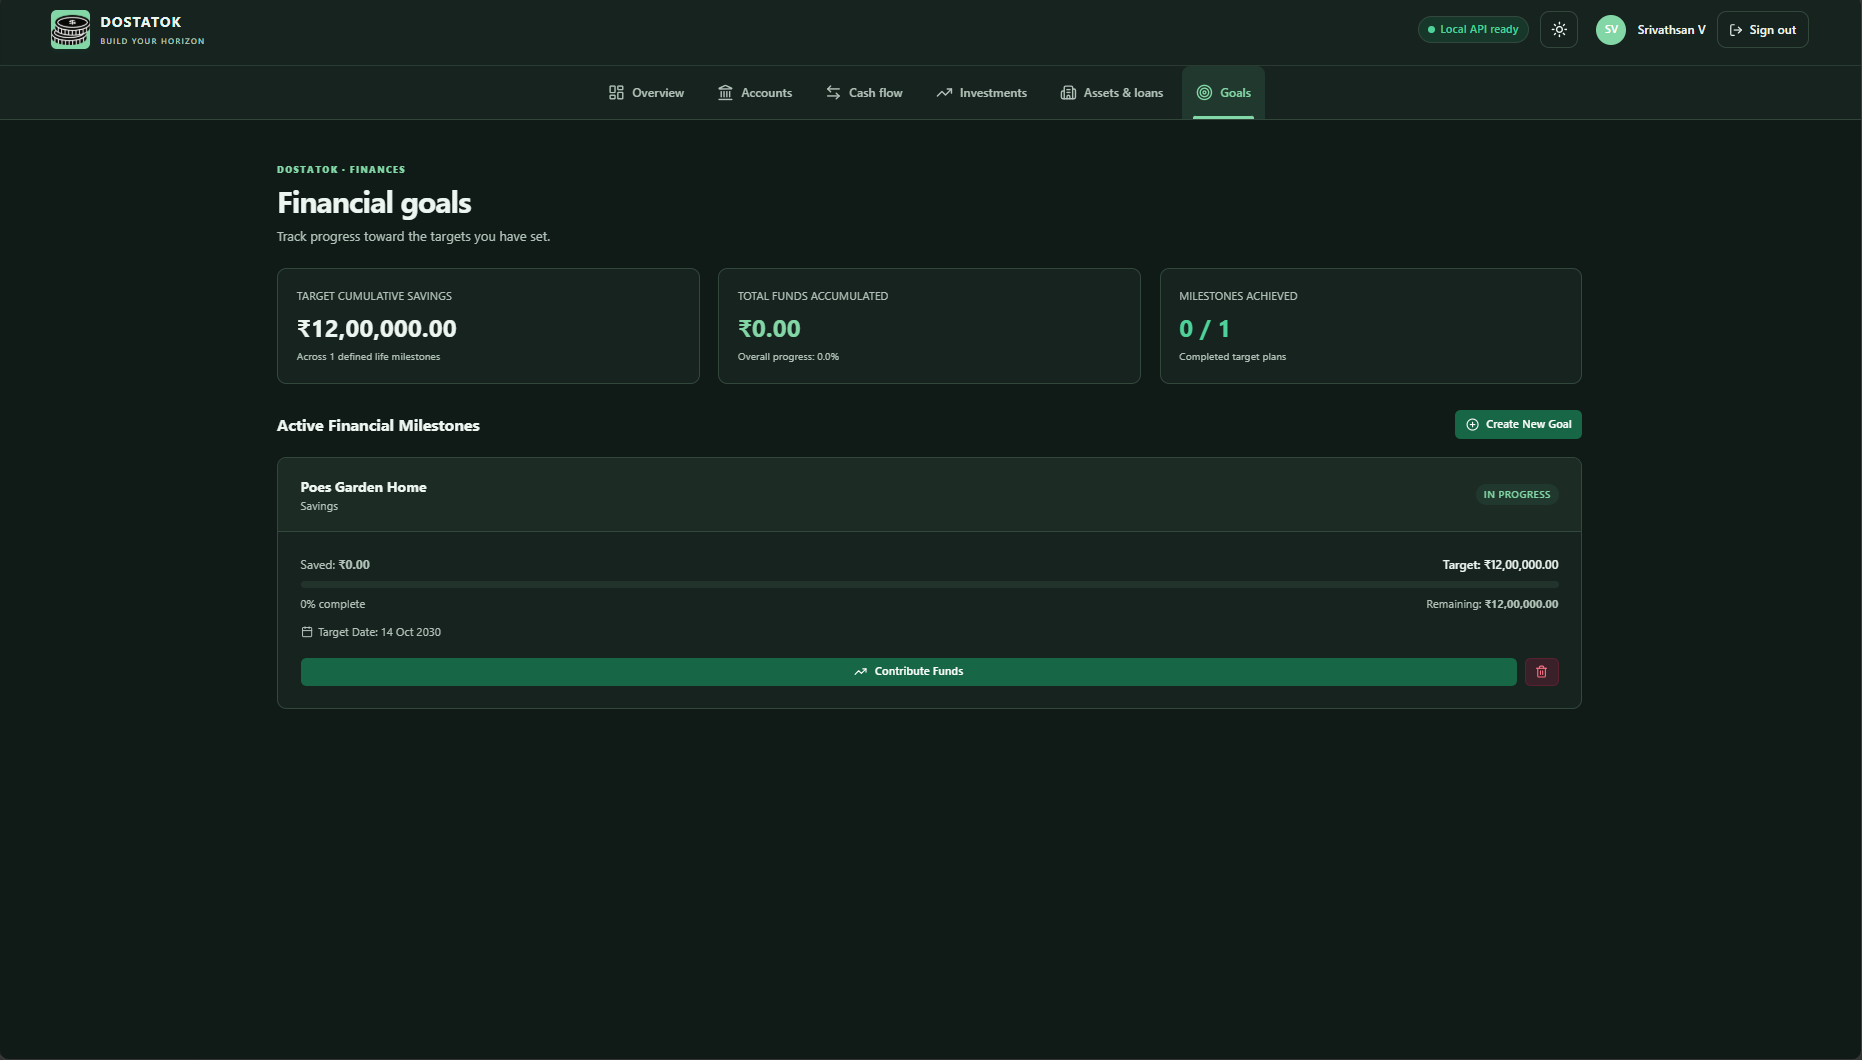 DOSTATOK
BUILD YOUR HORIZON
Local API ready
SV
Srivathsan V
Sign out
Overview
Accounts
Cash flow
Investments
Assets & loans
Goals
DOSTATOK · FINANCES
Financial goals
Track progress toward the targets you have set.
TARGET CUMULATIVE SAVINGS
₹12,00,000.00
Across 1 defined life milestones
TOTAL FUNDS ACCUMULATED
₹0.00
Overall progress: 0.0%
MILESTONES ACHIEVED
0 / 1
Completed target plans
Active Financial Milestones
Create New Goal
Poes Garden Home
Savings
IN PROGRESS
Saved: ₹0.00
Target: ₹12,00,000.00
0% complete
Remaining: ₹12,00,000.00
Target Date: 14 Oct 2030
Contribute Funds